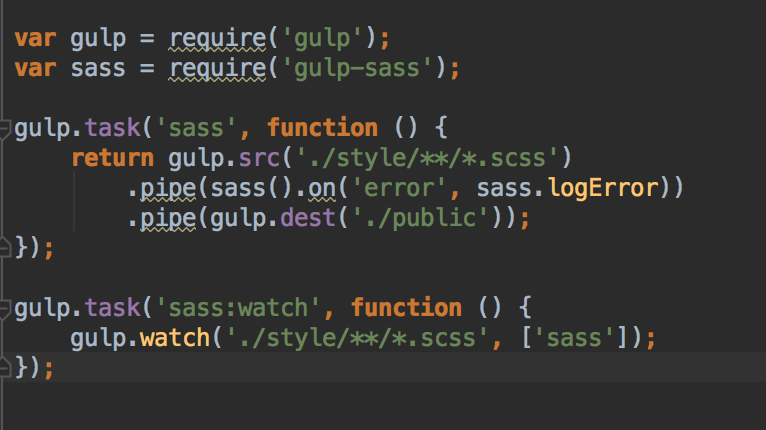 var gulp = require('gulp');
var sass = require('gulp-sass');
gulp.task('sass', function () {
return gulp.src('./style/**/*.scss')
.pipe(sass().on('error', sass.logError))
.pipe(gulp.dest('./public'));
});
gulp.task('sass:watch', function () {
gulp.watch('./style/**/*.scss', ['sass']);
});